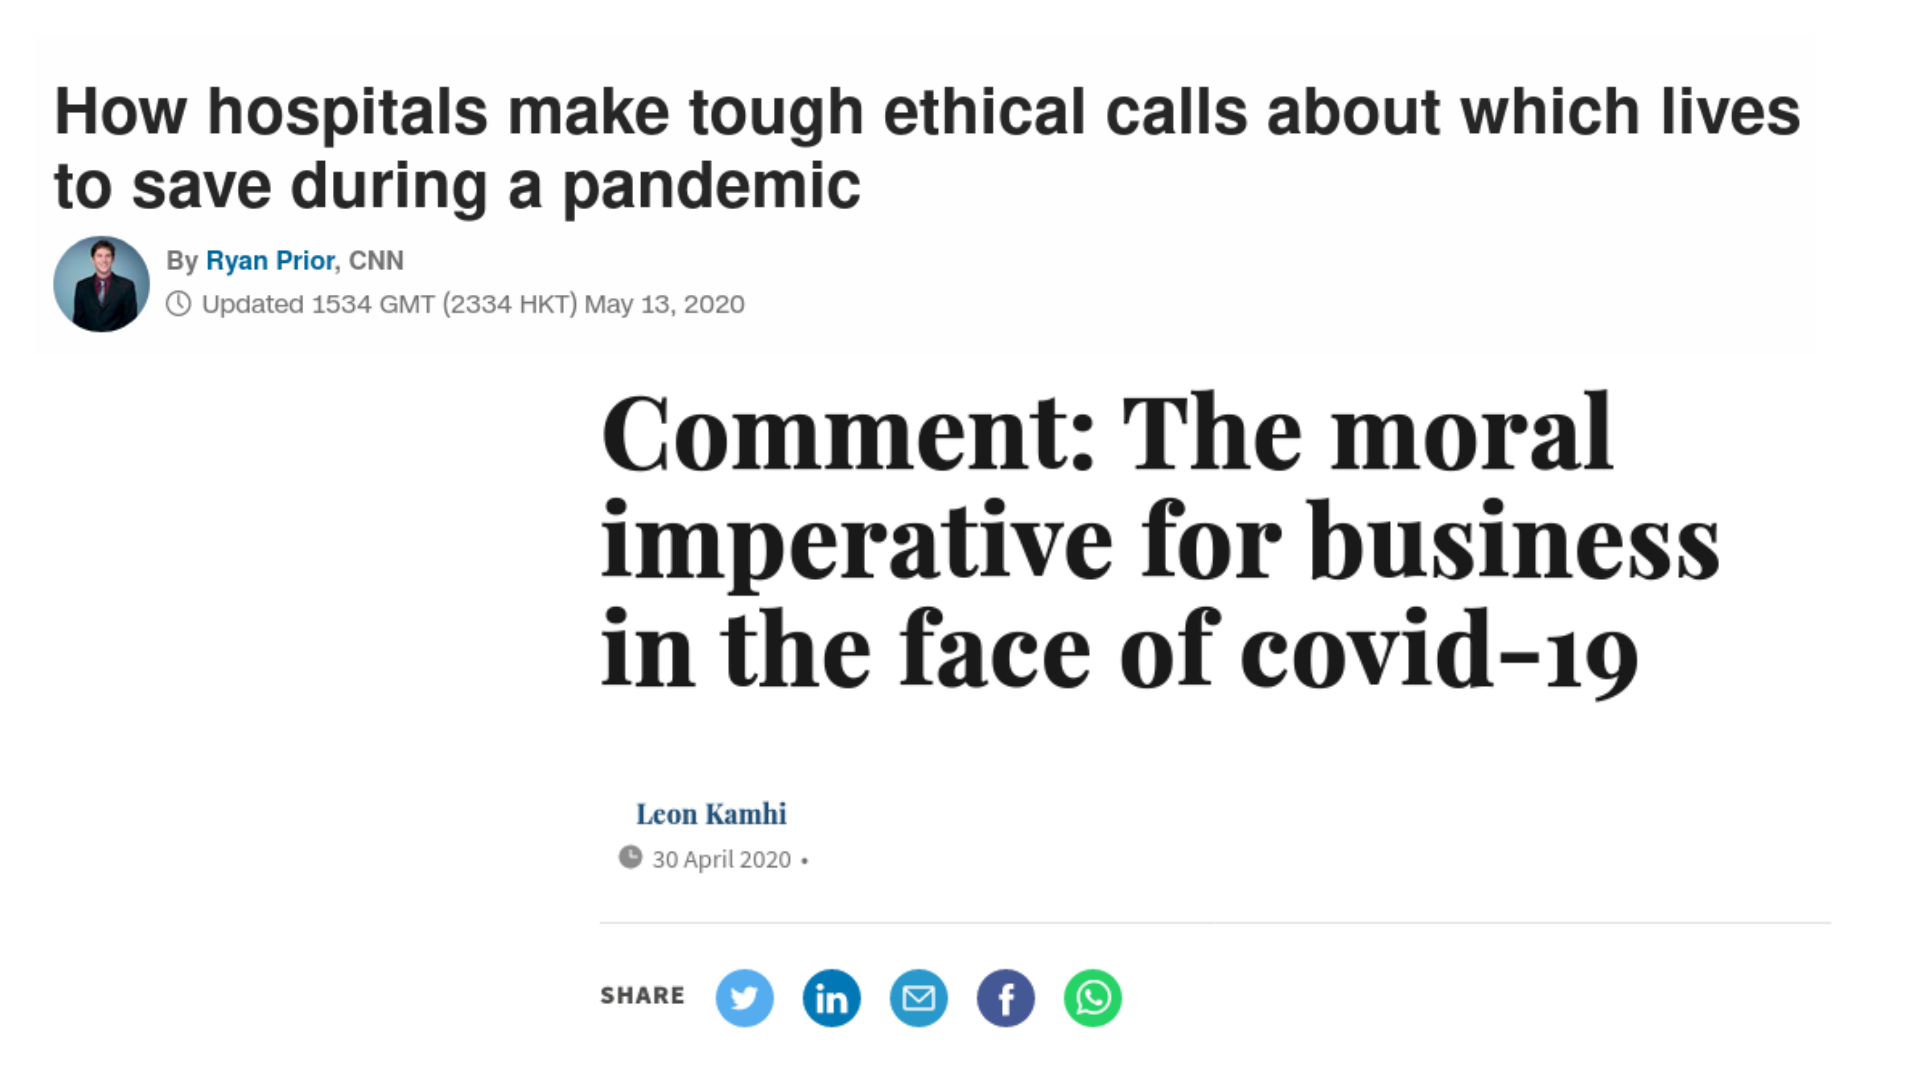 How hospitals make tough ethical calls about which lives
to save during a pandemic
By Ryan Prior, CNN
Updated 1534 GMT (2334 HKT) May 13, 2020
Comment: The moral
imperative for business
in the face of covid-19
Leon Kamhi
30 April 2020 •
SHARE